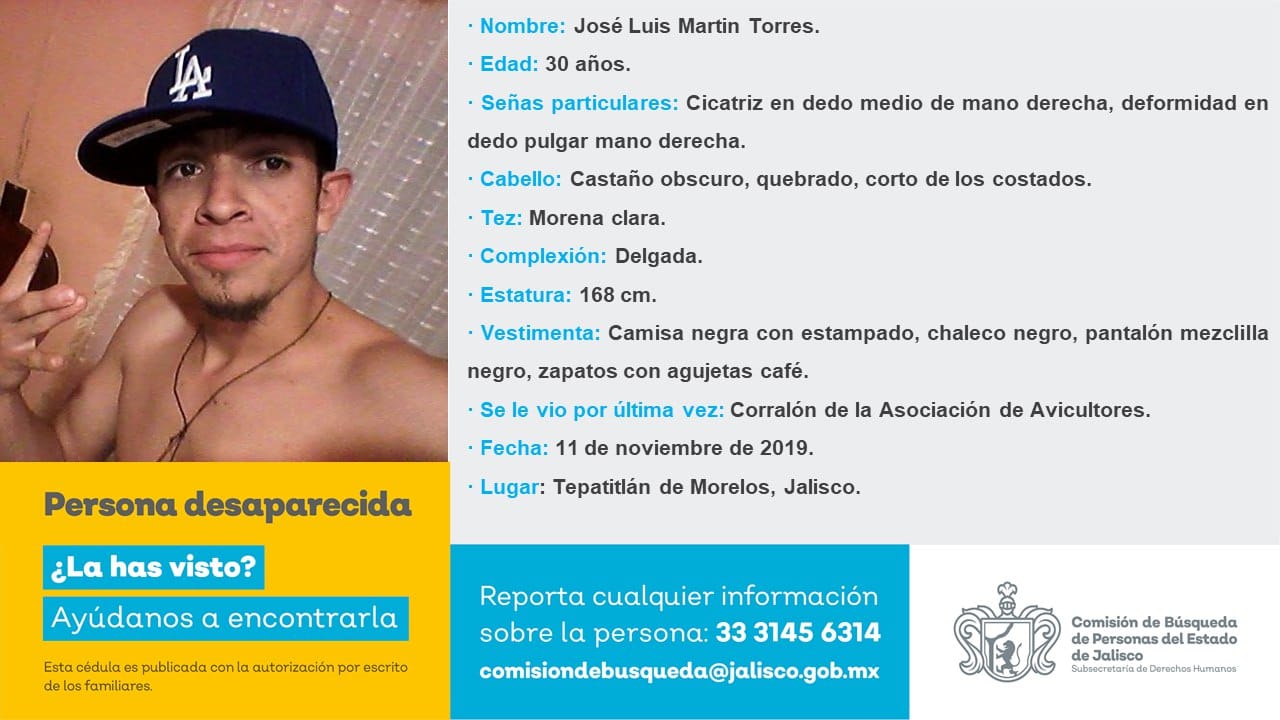 LA
· Nombre: José Luis Martin Torres.
· Edad: 30 años.
· Señas particulares: Cicatriz en dedo medio de mano derecha, deformidad en
dedo pulgar mano derecha.
· Cabello: Castaño obscuro, quebrado, corto de los costados.
· Tez: Morena clara.
· Complexión: Delgada.
· Estatura: 168 cm.
· Vestimenta: Camisa negra con estampado, chaleco negro, pantalón mezclilla
negro, zapatos con agujetas café.
· Se le vio por última vez: Corralón de la Asociación de Avicultores.
· Fecha: 11 de noviembre de 2019.
· Lugar: Tepatitlán de Morelos, Jalisco.
Persona desaparecida
¿La has visto?
Ayúdanos a encontrarla
Esta cédula es publicada con la autorización por escrito
de los familiares.
Reporta cualquier información
sobre la persona: 33 3145 6314
comisiondebusqueda@jalisco.gob.mx
Comisión de Búsqueda
de Personas del Estado
de Jalisco
Subsecretaría de Derechos Humanos